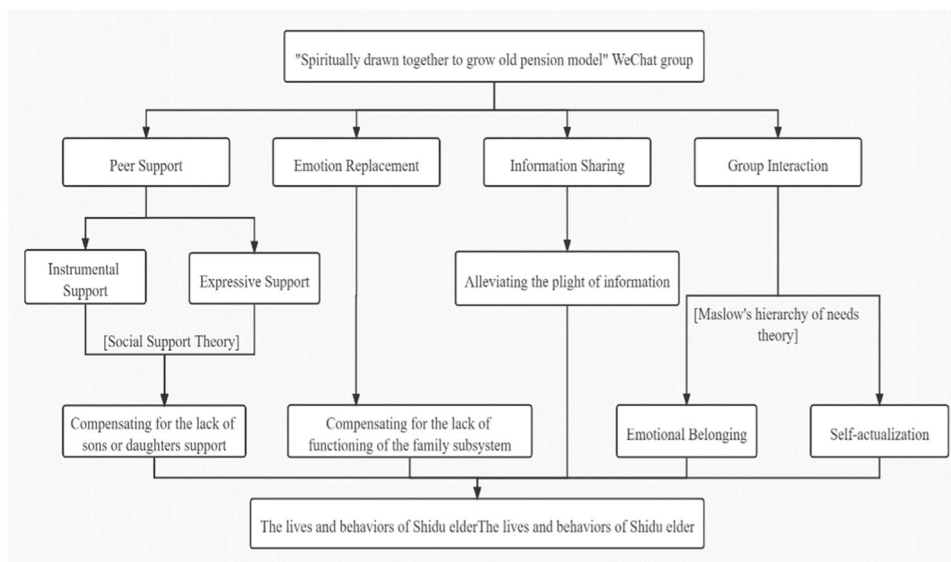 "Spiritually drawn together to grow old pension model" WeChat group
Peer Support
Emotion Replacement
Information Sharing
Group Interaction
Instrumental
Support
Expressive Support
Alleviating the plight of information
[Social Support Theory]
[Maslow's hierarchy of needs
theory]
Compensating for the lack of
sons or daughters support
Compensating for the lack of
functioning of the family subsystem
Emotional Belonging
Self-actualization
The lives and behaviors of Shidu elderThe lives and behaviors of Shidu elder